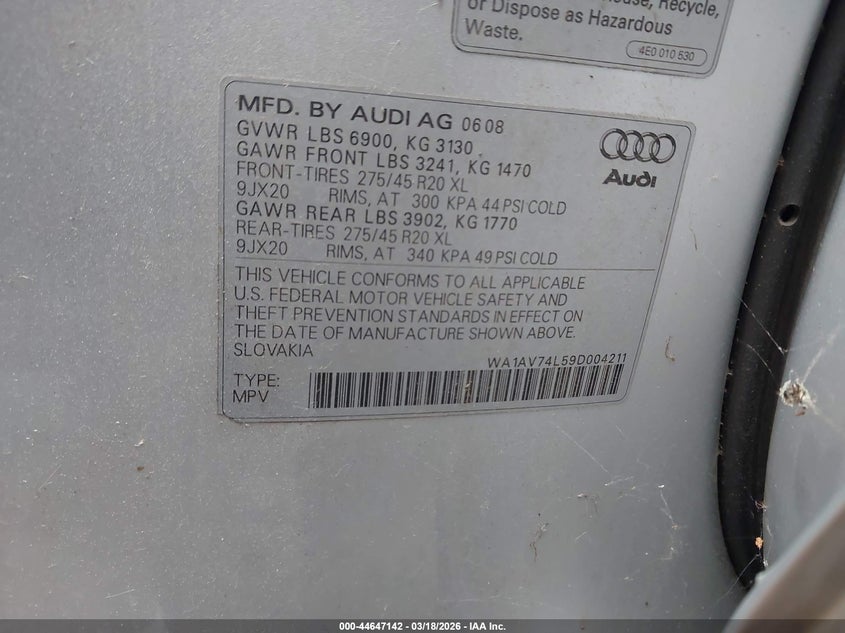 Recycle,
or Dispose as Hazardous
Waste.
4E0 010 530
MFD. BY AUDI AG 06 08
GVWR LBS 6900, KG 3130
GAWR FRONT LBS 3241, KG 1470
FRONT-TIRES 275/45 R20 XL
9JX20 RIMS, AT 300 KPA 44 PSI COLD
GAWR REAR LBS 3902, KG 1770
REAR-TIRES 275/45 R20 XL
9JX20 RIMS, AT 340 KPA 49 PSI COLD
Audi
THIS VEHICLE CONFORMS TO ALL APPLICABLE
U.S. FEDERAL MOTOR VEHICLE SAFETY AND
THEFT PREVENTION STANDARDS IN EFFECT ON
THE DATE OF MANUFACTURE SHOWN ABOVE.
SLOVAKIA
WA1AV74L59D004211
TYPE:
MPV
000-44647142 — 03/18/2026 — IAA Inc.